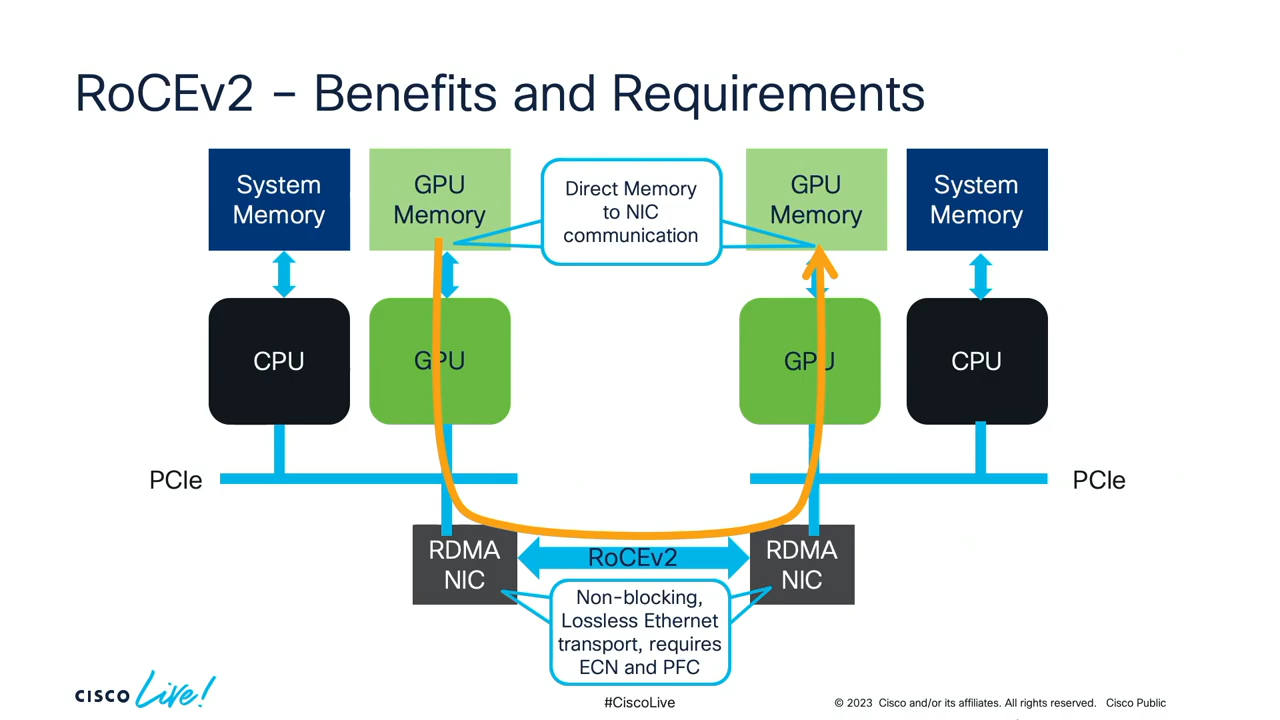 RoCEv2 – Benefits and Requirements
System
Memory
GPU
Memory
Direct Memory
to NIC
communication
GPU
Memory
System
Memory
CPU
GPU
GPU
CPU
PCIe
PCIe
RDMA
NIC
RoCEv2
RDMA
NIC
Non-blocking,
Lossless Ethernet
transport, requires
ECN and PFC
CISCO Live!
#CiscoLive
© 2023 Cisco and/or its affiliates. All rights reserved. Cisco Public